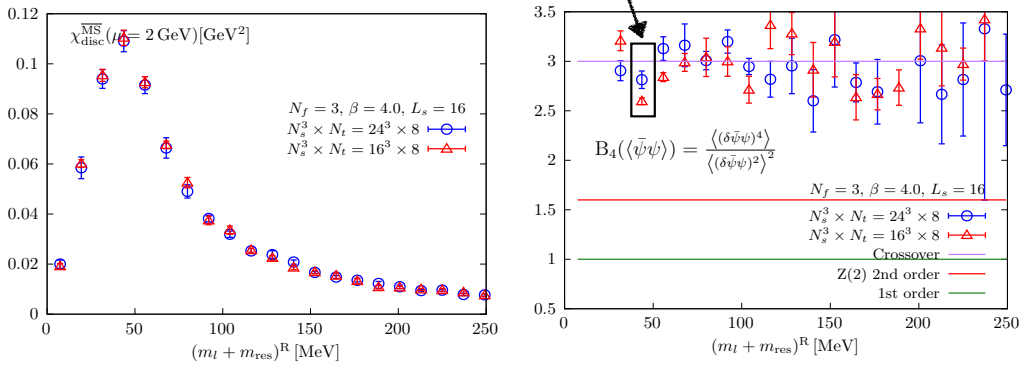 χ_disc^MS̅(μ = 2 GeV)[GeV²]
0.12
0.1
0.08
0.06
0.04
0.02
0
N_f = 3, β = 4.0, L_s = 16
N_s³ × N_t = 24³ × 8
N_s³ × N_t = 16³ × 8
0 50 100 150 200 250
(m_l + m_res)^R [MeV]
3.5
3
2.5
2
1.5
1
0.5
B₄(⟨ψ̄ψ⟩) = ⟨(δψ̄ψ)⁴⟩ / ⟨(δψ̄ψ)²⟩²
N_f = 3, β = 4.0, L_s = 16
N_s³ × N_t = 24³ × 8
N_s³ × N_t = 16³ × 8
Crossover
Z(2) 2nd order
1st order
0 50 100 150 200 250
(m_l + m_res)^R [MeV]